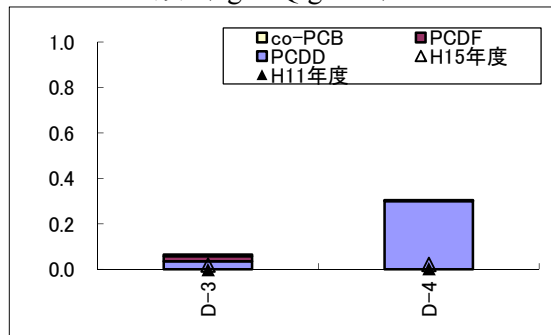 co-PCB PCDF
PCDD H15年度
H11年度
1.0
0.8
0.6
0.4
0.2
0.0
D-3
D-4